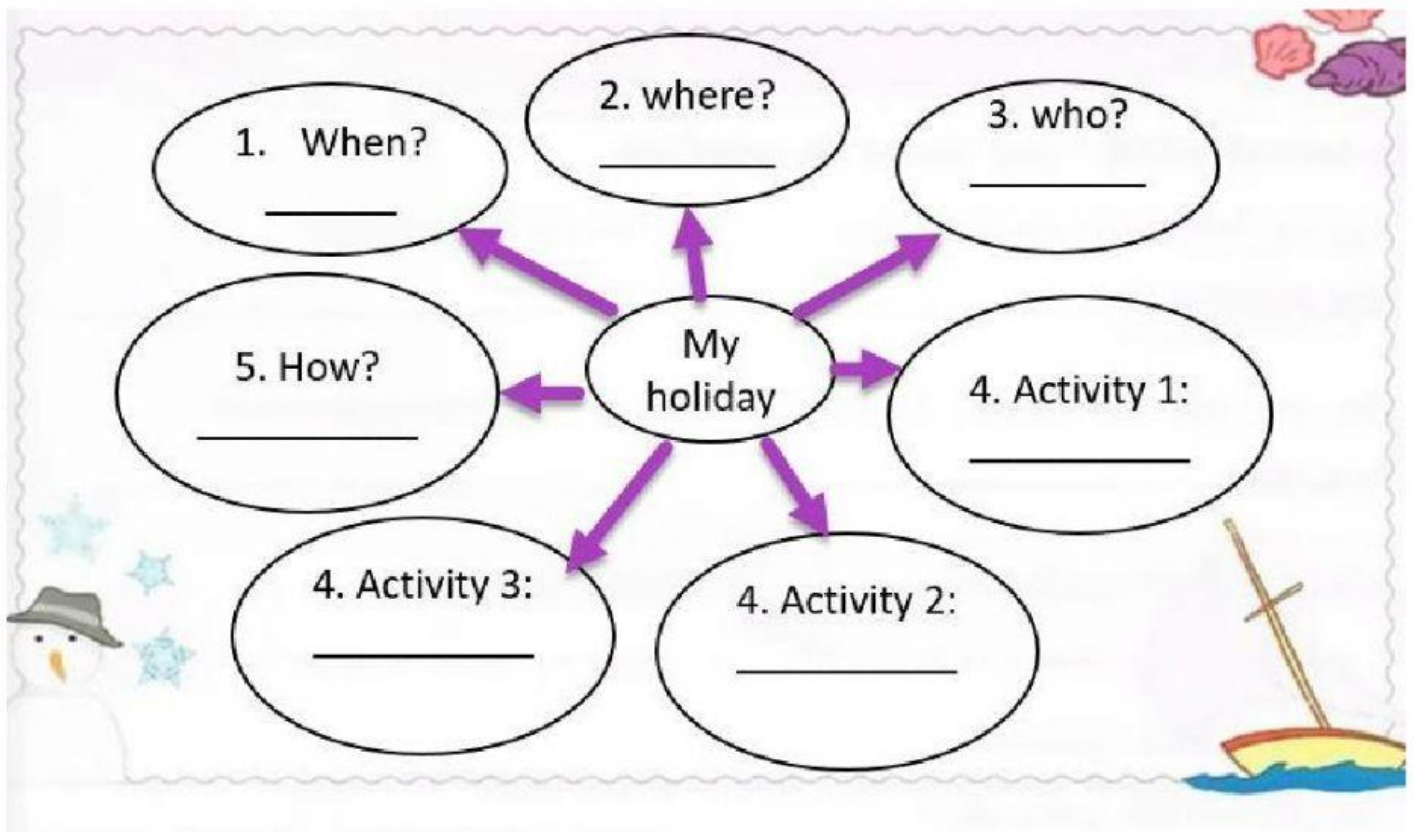 1. When?
2. where?
3. who?
5. How?
My
holiday
4. Activity 1:
4. Activity 3:
4. Activity 2: